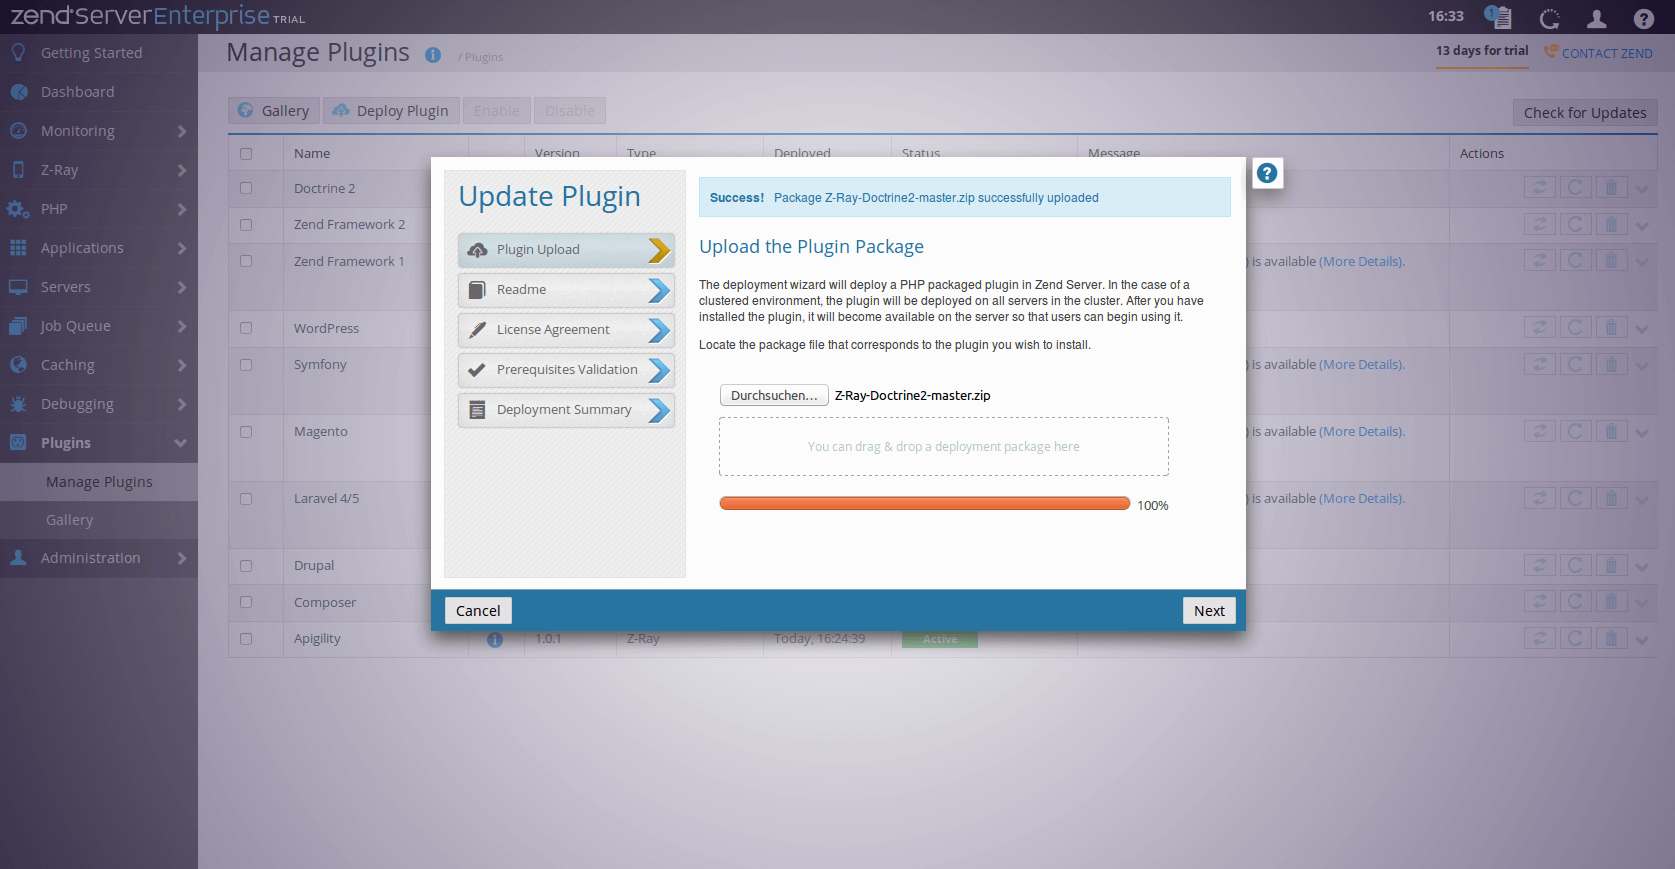 zend Server Enterprise TRIAL
16:33
1
Getting Started
Dashboard
Monitoring
Z-Ray
PHP
Applications
Servers
Job Queue
Caching
Debugging
Plugins
Manage Plugins
Gallery
Administration
Manage Plugins
/ Plugins
13 days for trial
CONTACT ZEND
Gallery
Deploy Plugin
Enable
Disable
Check for Updates
Name Version Type Deployed Status Message Actions
Doctrine 2
Zend Framework 2
Zend Framework 1
) is available (More Details).
WordPress
Symfony
) is available (More Details).
Magento
) is available (More Details).
Laravel 4/5
) is available (More Details).
Drupal
Composer
Apigility 1.0.1 Z-Ray Today, 16:24:39 Active
Update Plugin
Plugin Upload
Readme
License Agreement
Prerequisites Validation
Deployment Summary
Success! Package Z-Ray-Doctrine2-master.zip successfully uploaded
Upload the Plugin Package
The deployment wizard will deploy a PHP packaged plugin in Zend Server. In the case of a
clustered environment, the plugin will be deployed on all servers in the cluster. After you have
installed the plugin, it will become available on the server so that users can begin using it.
Locate the package file that corresponds to the plugin you wish to install.
Durchsuchen... Z-Ray-Doctrine2-master.zip
You can drag & drop a deployment package here
100%
Cancel
Next